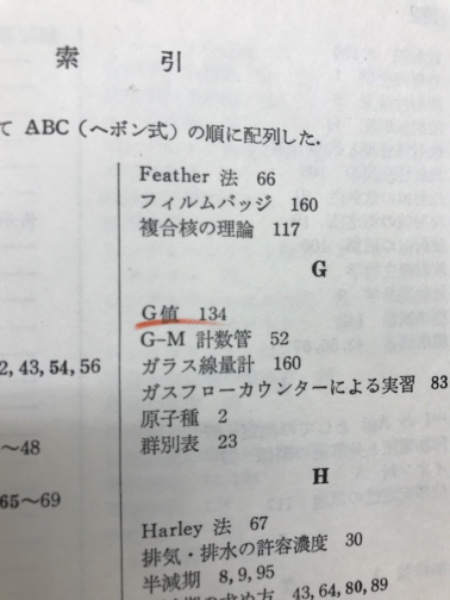 索 引
て ABC(ヘボン式)の順に配列した.
Feather 法 66
フィルムバッジ 160
複合核の理論 117
G
G値 134
G-M 計数管 52
2, 43, 54, 56
ガラス線量計 160
ガスフローカウンターによる実習 83
原子種 2
群別表 23
～48
H
65～69
Harley 法 67
排気・排水の許容濃度 30
半減期 8, 9, 95
の求め方 43, 64, 80, 89